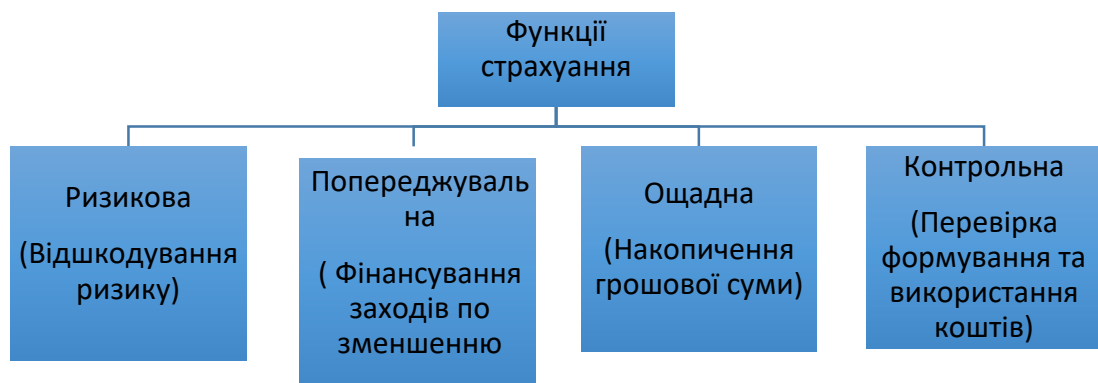 Функції
страхуання
Ризикова
(Відшкодування
ризику)
Попереджуваль
на
( Фінансування
заходів по
зменшенню
Ощадна
(Накопичення
грошової суми)
Контрольна
(Перевірка
формування та
використання
коштів)